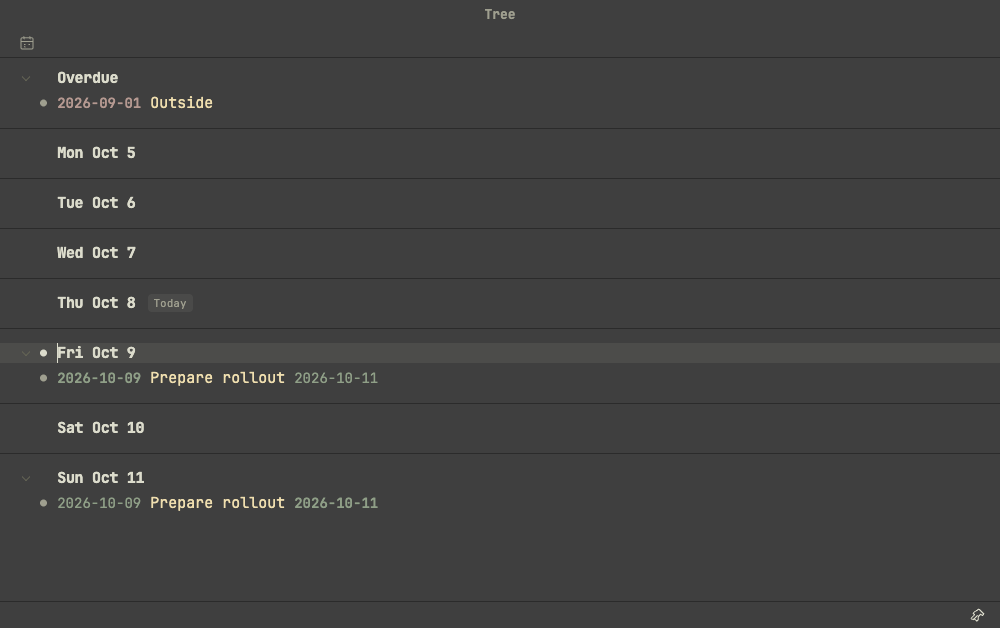 Tree
Overdue
2026-09-01 Outside
Mon Oct 5
Tue Oct 6
Wed Oct 7
Thu Oct 8 Today
Fri Oct 9
2026-10-09 Prepare rollout 2026-10-11
Sat Oct 10
Sun Oct 11
2026-10-09 Prepare rollout 2026-10-11